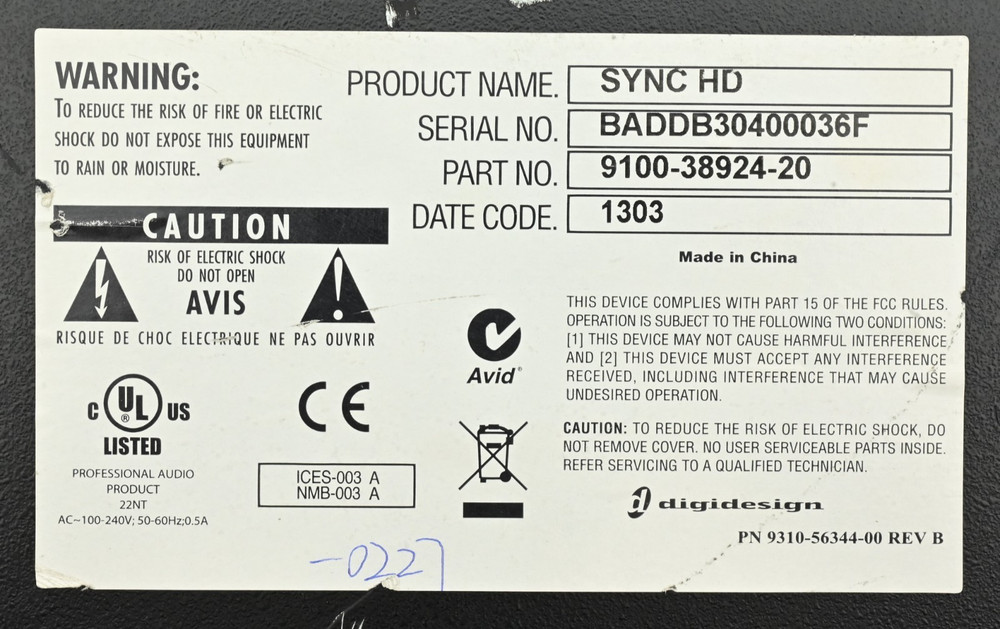 WARNING:
TO REDUCE THE RISK OF FIRE OR ELECTRIC
SHOCK DO NOT EXPOSE THIS EQUIPMENT
TO RAIN OR MOISTURE.
PRODUCT NAME. SYNC HD
SERIAL NO. BADDB30400036F
PART NO. 9100-38924-20
DATE CODE. 1303
CAUTION
RISK OF ELECTRIC SHOCK
DO NOT OPEN
AVIS
RISQUE DE CHOC ELECTRIQUE NE PAS OUVRIR
Made in China
THIS DEVICE COMPLIES WITH PART 15 OF THE FCC RULES.
OPERATION IS SUBJECT TO THE FOLLOWING TWO CONDITIONS:
[1] THIS DEVICE MAY NOT CAUSE HARMFUL INTERFERENCE,
AND [2] THIS DEVICE MUST ACCEPT ANY INTERFERENCE
RECEIVED, INCLUDING INTERFERENCE THAT MAY CAUSE
UNDESIRED OPERATION.
Avid®
C UL® US
LISTED
CE
PROFESSIONAL AUDIO
PRODUCT
22NT
AC~100-240V; 50-60Hz;0.5A
ICES-003 A
NMB-003 A
CAUTION: TO REDUCE THE RISK OF ELECTRIC SHOCK, DO
NOT REMOVE COVER. NO USER SERVICEABLE PARTS INSIDE.
REFER SERVICING TO A QUALIFIED TECHNICIAN.
digidesign
PN 9310-56344-00 REV B
-0227